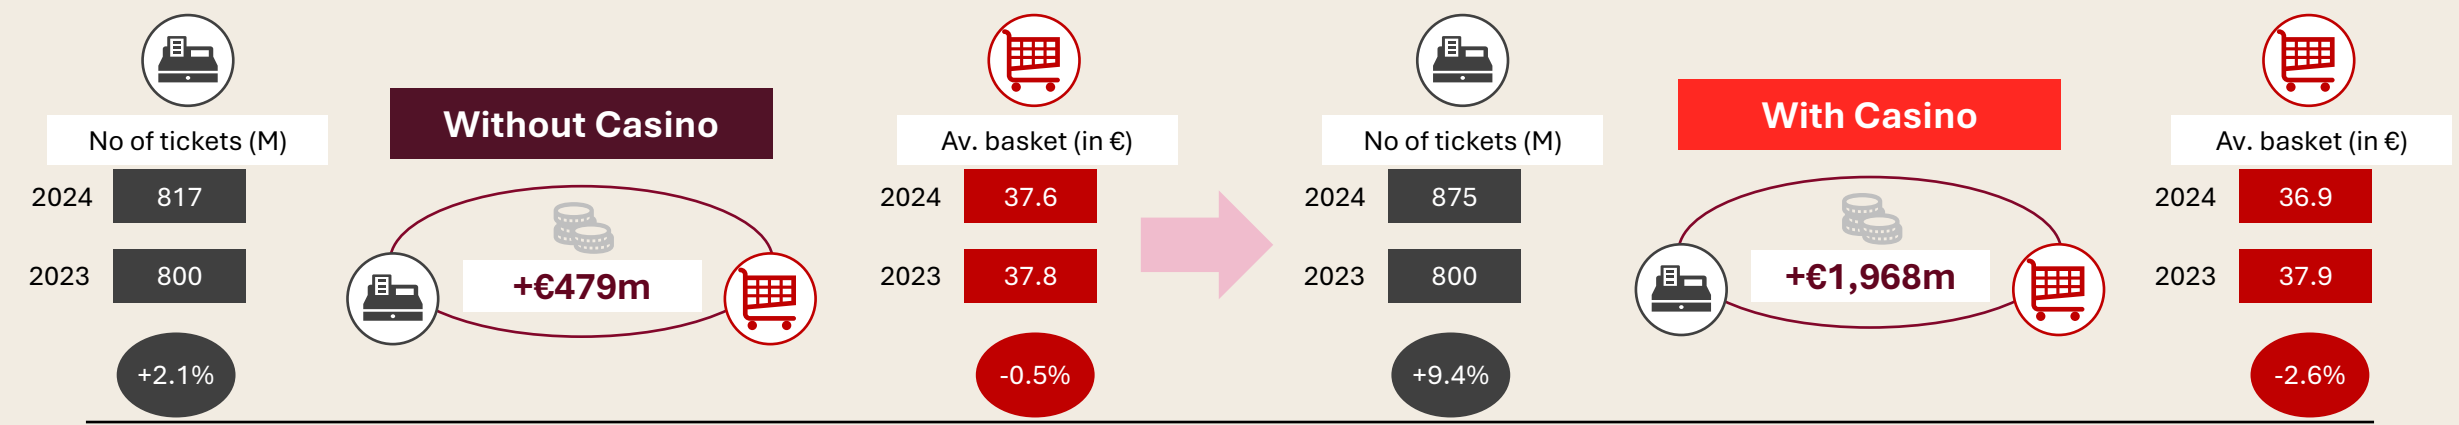 No of tickets (M)
2024 817
2023 800
+2.1%
Without Casino
+€479m
Av. basket (in €)
2024 37.6
2023 37.8
-0.5%
No of tickets (M)
2024 875
2023 800
+9.4%
With Casino
+€1,968m
Av. basket (in €)
2024 36.9
2023 37.9
-2.6%